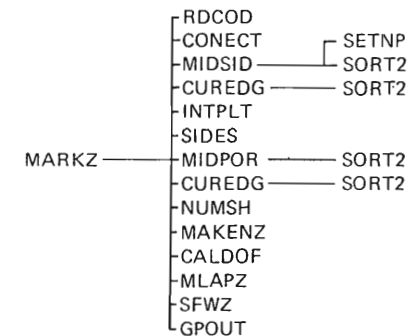 RDCOD
CONECT SETNP
MIDSID SORT2
CUREDG SORT2
INTPLT
SIDES
MARKZ MIDPOR SORT2
CUREDG SORT2
NUMSH
MAKENZ
CALDOF
MLAPZ
SFWZ
GPOUT